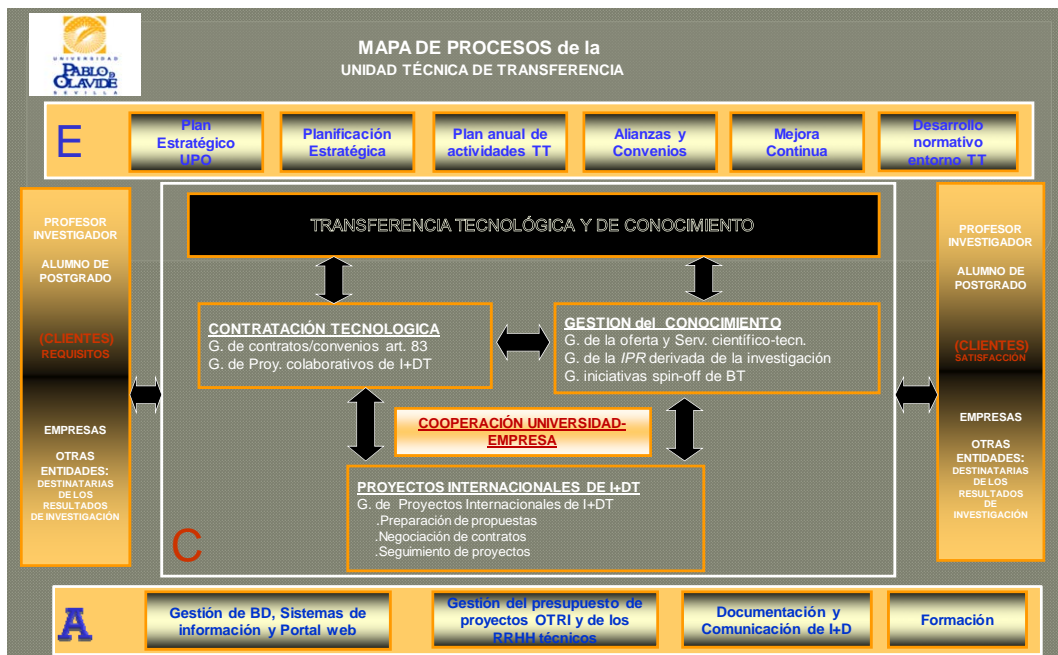 UNIVERSIDAD
PABLO DE
OLAVIDE
SEVILLA
MAPA DE PROCESOS de la
UNIDAD TÉCNICA DE TRANSFERENCIA
E
Plan
Estratégico
UPO
Planificación
Estratégica
Plan anual de
actividades TT
Alianzas y
Convenios
Mejora
Continua
Desarrollo
normativo
entorno TT
PROFESOR
INVESTIGADOR
ALUMNO DE
POSTGRADO
(CLIENTES)
REQUISITOS
EMPRESAS
OTRAS
ENTIDADES:
DESTINATARIAS
DE LOS
RESULTADOS
DE INVESTIGACIÓN
TRANSFERENCIA TECNOLÓGICA Y DE CONOCIMIENTO
CONTRATACIÓN TECNOLOGICA
G. de contratos/convenios art. 83
G. de Proy. colaborativos de I+DT
GESTION del CONOCIMIENTO
G. de la oferta y Serv. científico-tecn.
G. de la IPR derivada de la investigación
G. iniciativas spin-off de BT
COOPERACIÓN UNIVERSIDAD-
EMPRESA
PROYECTOS INTERNACIONALES DE I+DT
G. de Proyectos Internacionales de I+DT
.Preparación de propuestas
.Negociación de contratos
.Seguimiento de proyectos
C
PROFESOR
INVESTIGADOR
ALUMNO DE
POSTGRADO
(CLIENTES)
SATISFACCIÓN
EMPRESAS
OTRAS
ENTIDADES:
DESTINATARIAS
DE LOS
RESULTADOS
DE
INVESTIGACIÓN
A
Gestión de BD, Sistemas de
información y Portal web
Gestión del presupuesto de
proyectos OTRI y de los
RRHH técnicos
Documentación y
Comunicación de I+D
Formación